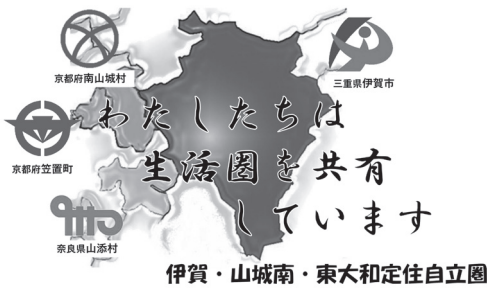 京都府南山城村
三重県伊賀市
わたしたちは
京都府笠置町
生活圏を共有
しています
奈良県山添村
伊賀・山城南・東大和定住自立圏